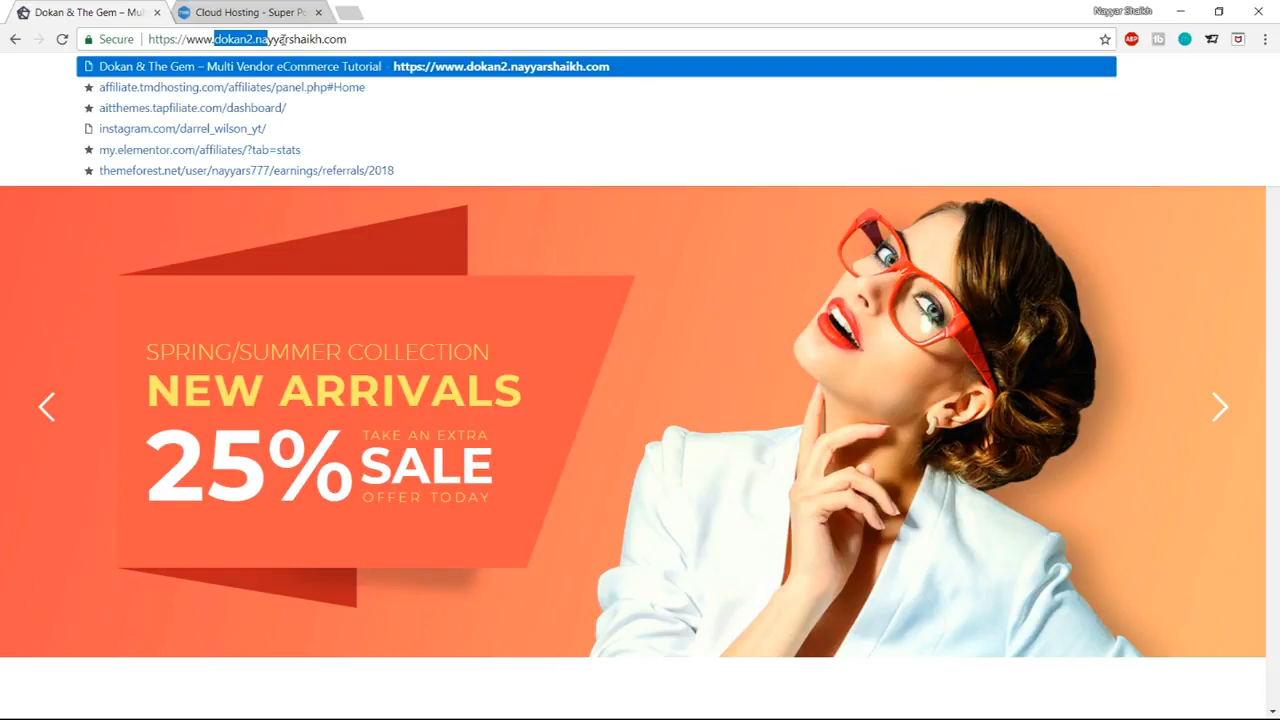 Dokan & The Gem – Mul
Cloud Hosting - Super Po
Nayyar Shaikh
Secure
https://www.dokan2.nayyarshaikh.com
ABP
Dokan & The Gem – Multi Vendor eCommerce Tutorial - https://www.dokan2.nayyarshaikh.com
affiliate.tmdhosting.com/affiliates/panel.php#Home
aitthemes.tapfiliate.com/dashboard/
instagram.com/darrel_wilson_yt/
my.elementor.com/affiliates/?tab=stats
themeforest.net/user/nayyars777/earnings/referrals/2018
SPRING/SUMMER COLLECTION
NEW ARRIVALS
25%
TAKE AN EXTRA
SALE
OFFER TODAY